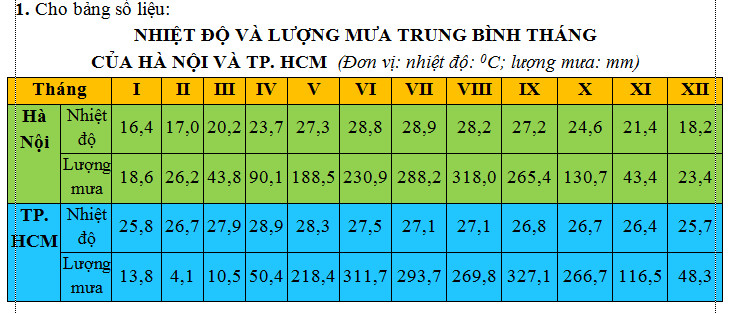 1. Cho bảng số liệu:
NHIỆT ĐỘ VÀ LƯỢNG MƯA TRUNG BÌNH THÁNG
CỦA HÀ NỘI VÀ TP. HCM (Đơn vị: nhiệt độ: ⁰C; lượng mưa: mm)
Tháng I II III IV V VI VII VIII IX X XI XII
Hà Nội Nhiệt độ 16,4 17,0 20,2 23,7 27,3 28,8 28,9 28,2 27,2 24,6 21,4 18,2
Lượng mưa 18,6 26,2 43,8 90,1 188,5 230,9 288,2 318,0 265,4 130,7 43,4 23,4
TP. HCM Nhiệt độ 25,8 26,7 27,9 28,9 28,3 27,5 27,1 27,1 26,8 26,7 26,4 25,7
Lượng mưa 13,8 4,1 10,5 50,4 218,4 311,7 293,7 269,8 327,1 266,7 116,5 48,3